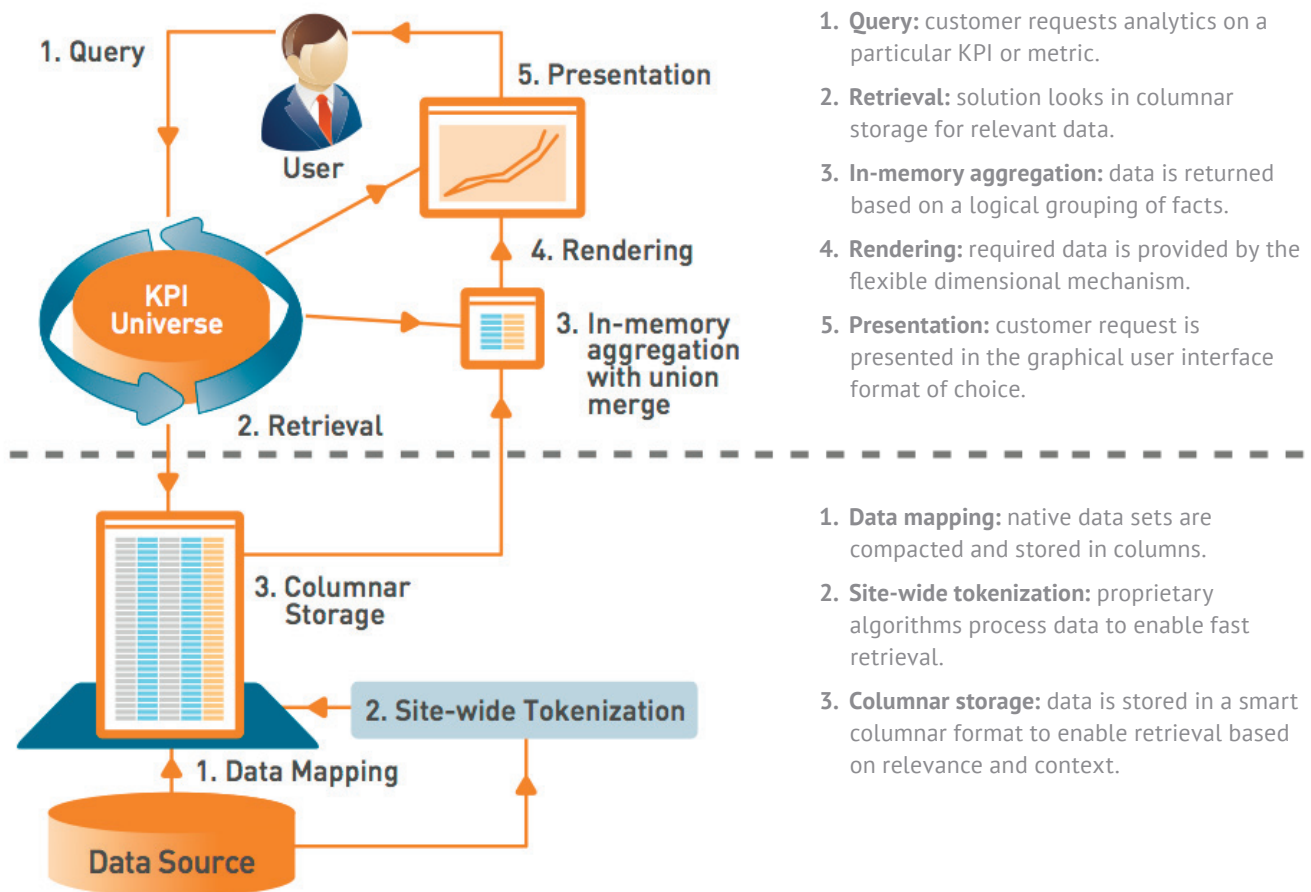 1. Query
User
5. Presentation
KPI
Universe
4. Rendering
3. In-memory
aggregation
with union
merge
2. Retrieval
3. Columnar
Storage
2. Site-wide Tokenization
1. Data Mapping
Data Source
1. Query: customer requests analytics on a
particular KPI or metric.
2. Retrieval: solution looks in columnar
storage for relevant data.
3. In-memory aggregation: data is returned
based on a logical grouping of facts.
4. Rendering: required data is provided by the
flexible dimensional mechanism.
5. Presentation: customer request is
presented in the graphical user interface
format of choice.
1. Data mapping: native data sets are
compacted and stored in columns.
2. Site-wide tokenization: proprietary
algorithms process data to enable fast
retrieval.
3. Columnar storage: data is stored in a smart
columnar format to enable retrieval based
on relevance and context.